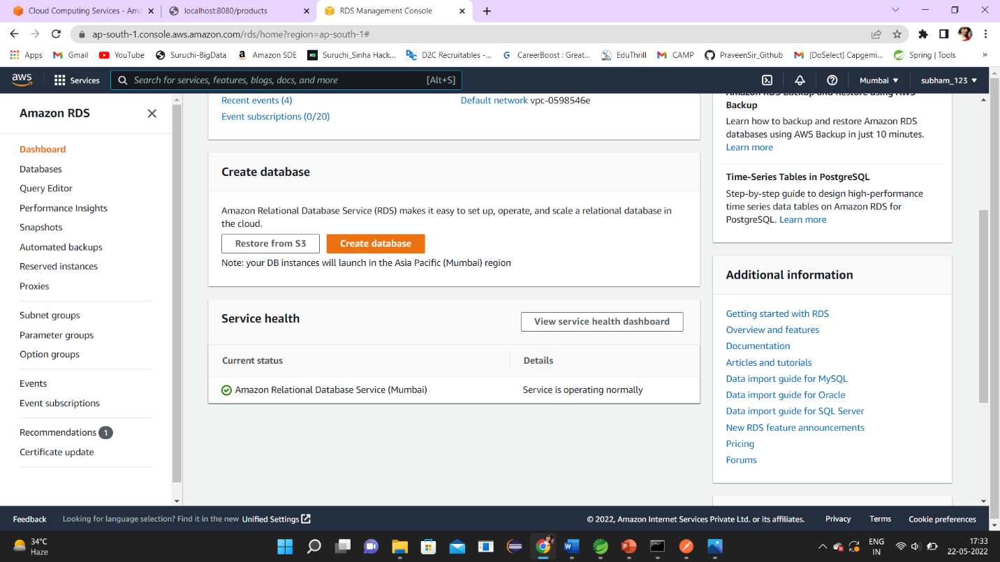 Cloud Computing Services - Ama
localhost:8080/products
RDS Management Console
ap-south-1.console.aws.amazon.com/rds/home?region=ap-south-1#
Apps
Gmail
YouTube
Suruchi-BigData
Amazon SDE
Suruchi_Sinha Hack...
D2C Recruitables -...
CareerBoost : Great...
EduThrill
CAMP
PraveenSir_Github
[DoSelect] Capgemi...
Spring | Tools
»
aws
Services
Search for services, features, blogs, docs, and more
[Alt+S]
Mumbai
subham_123
Amazon RDS
Dashboard
Databases
Query Editor
Performance Insights
Snapshots
Automated backups
Reserved instances
Proxies
Subnet groups
Parameter groups
Option groups
Events
Event subscriptions
Recommendations 1
Certificate update
Recent events (4)
Event subscriptions (0/20)
Default network vpc-0598546e
Create database
Amazon Relational Database Service (RDS) makes it easy to set up, operate, and scale a relational database in
the cloud.
Restore from S3
Create database
Note: your DB instances will launch in the Asia Pacific (Mumbai) region
Service health
View service health dashboard
Current status
Details
Amazon Relational Database Service (Mumbai)
Service is operating normally
Amazon RDS Backup and Restore using AWS
Backup
Learn how to backup and restore Amazon RDS
databases using AWS Backup in just 10 minutes.
Learn more
Time-Series Tables in PostgreSQL
Step-by-step guide to design high-performance
time series data tables on Amazon RDS for
PostgreSQL. Learn more
Additional information
Getting started with RDS
Overview and features
Documentation
Articles and tutorials
Data import guide for MySQL
Data import guide for Oracle
Data import guide for SQL Server
New RDS feature announcements
Pricing
Forums
Feedback
Looking for language selection? Find it in the new Unified Settings
© 2022, Amazon Internet Services Private Ltd. or its affiliates.
Privacy
Terms
Cookie preferences
34°C
Haze
ENG
IN
17:33
22-05-2022